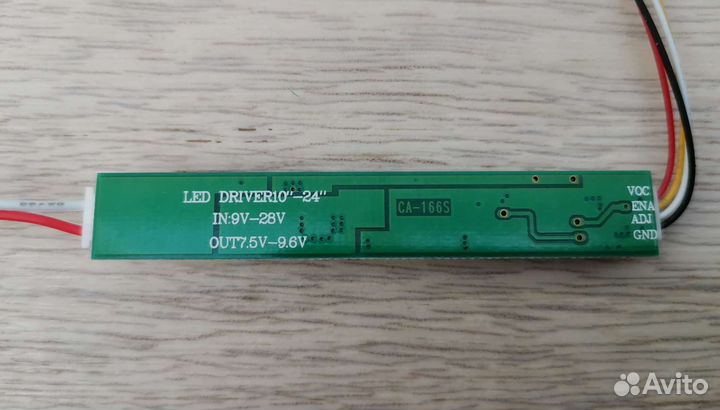 LED DRIVER10"-24"
IN:9V-28V
OUT7.5V-9.6V
CA-166S
VOC
ENA
ADJ
GND
Avito